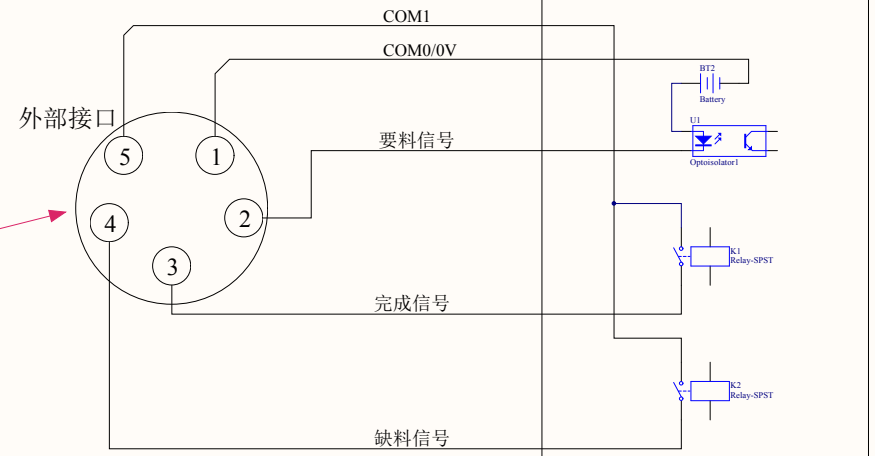 COM1
COM0/0V
BT2
Battery
外部接口
要料信号
U1
Optoisolator1
5
1
4
2
3
K1
Relay-SPST
完成信号
K2
Relay-SPST
缺料信号